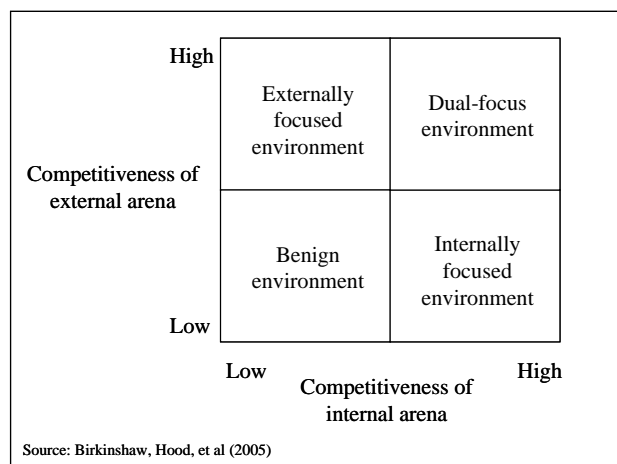 High
Externally
focused
environment
Dual-focus
environment
Competitiveness of
external arena
Benign
environment
Internally
focused
environment
Low
Low
High
Competitiveness of
internal arena
Source: Birkinshaw, Hood, et al (2005)